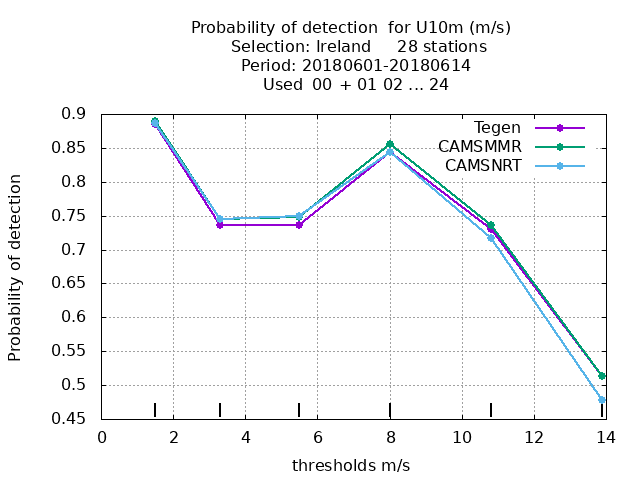 Probability of detection  for U10m (m/s)
Selection: Ireland     28 stations
Period: 20180601-20180614
Used  00  + 01 02 ... 24
Probability of detection
0.9
0.85
0.8
0.75
0.7
0.65
0.6
0.55
0.5
0.45
Tegen
CAMSMMR
CAMSNRT
0 2 4 6 8 10 12 14
thresholds m/s